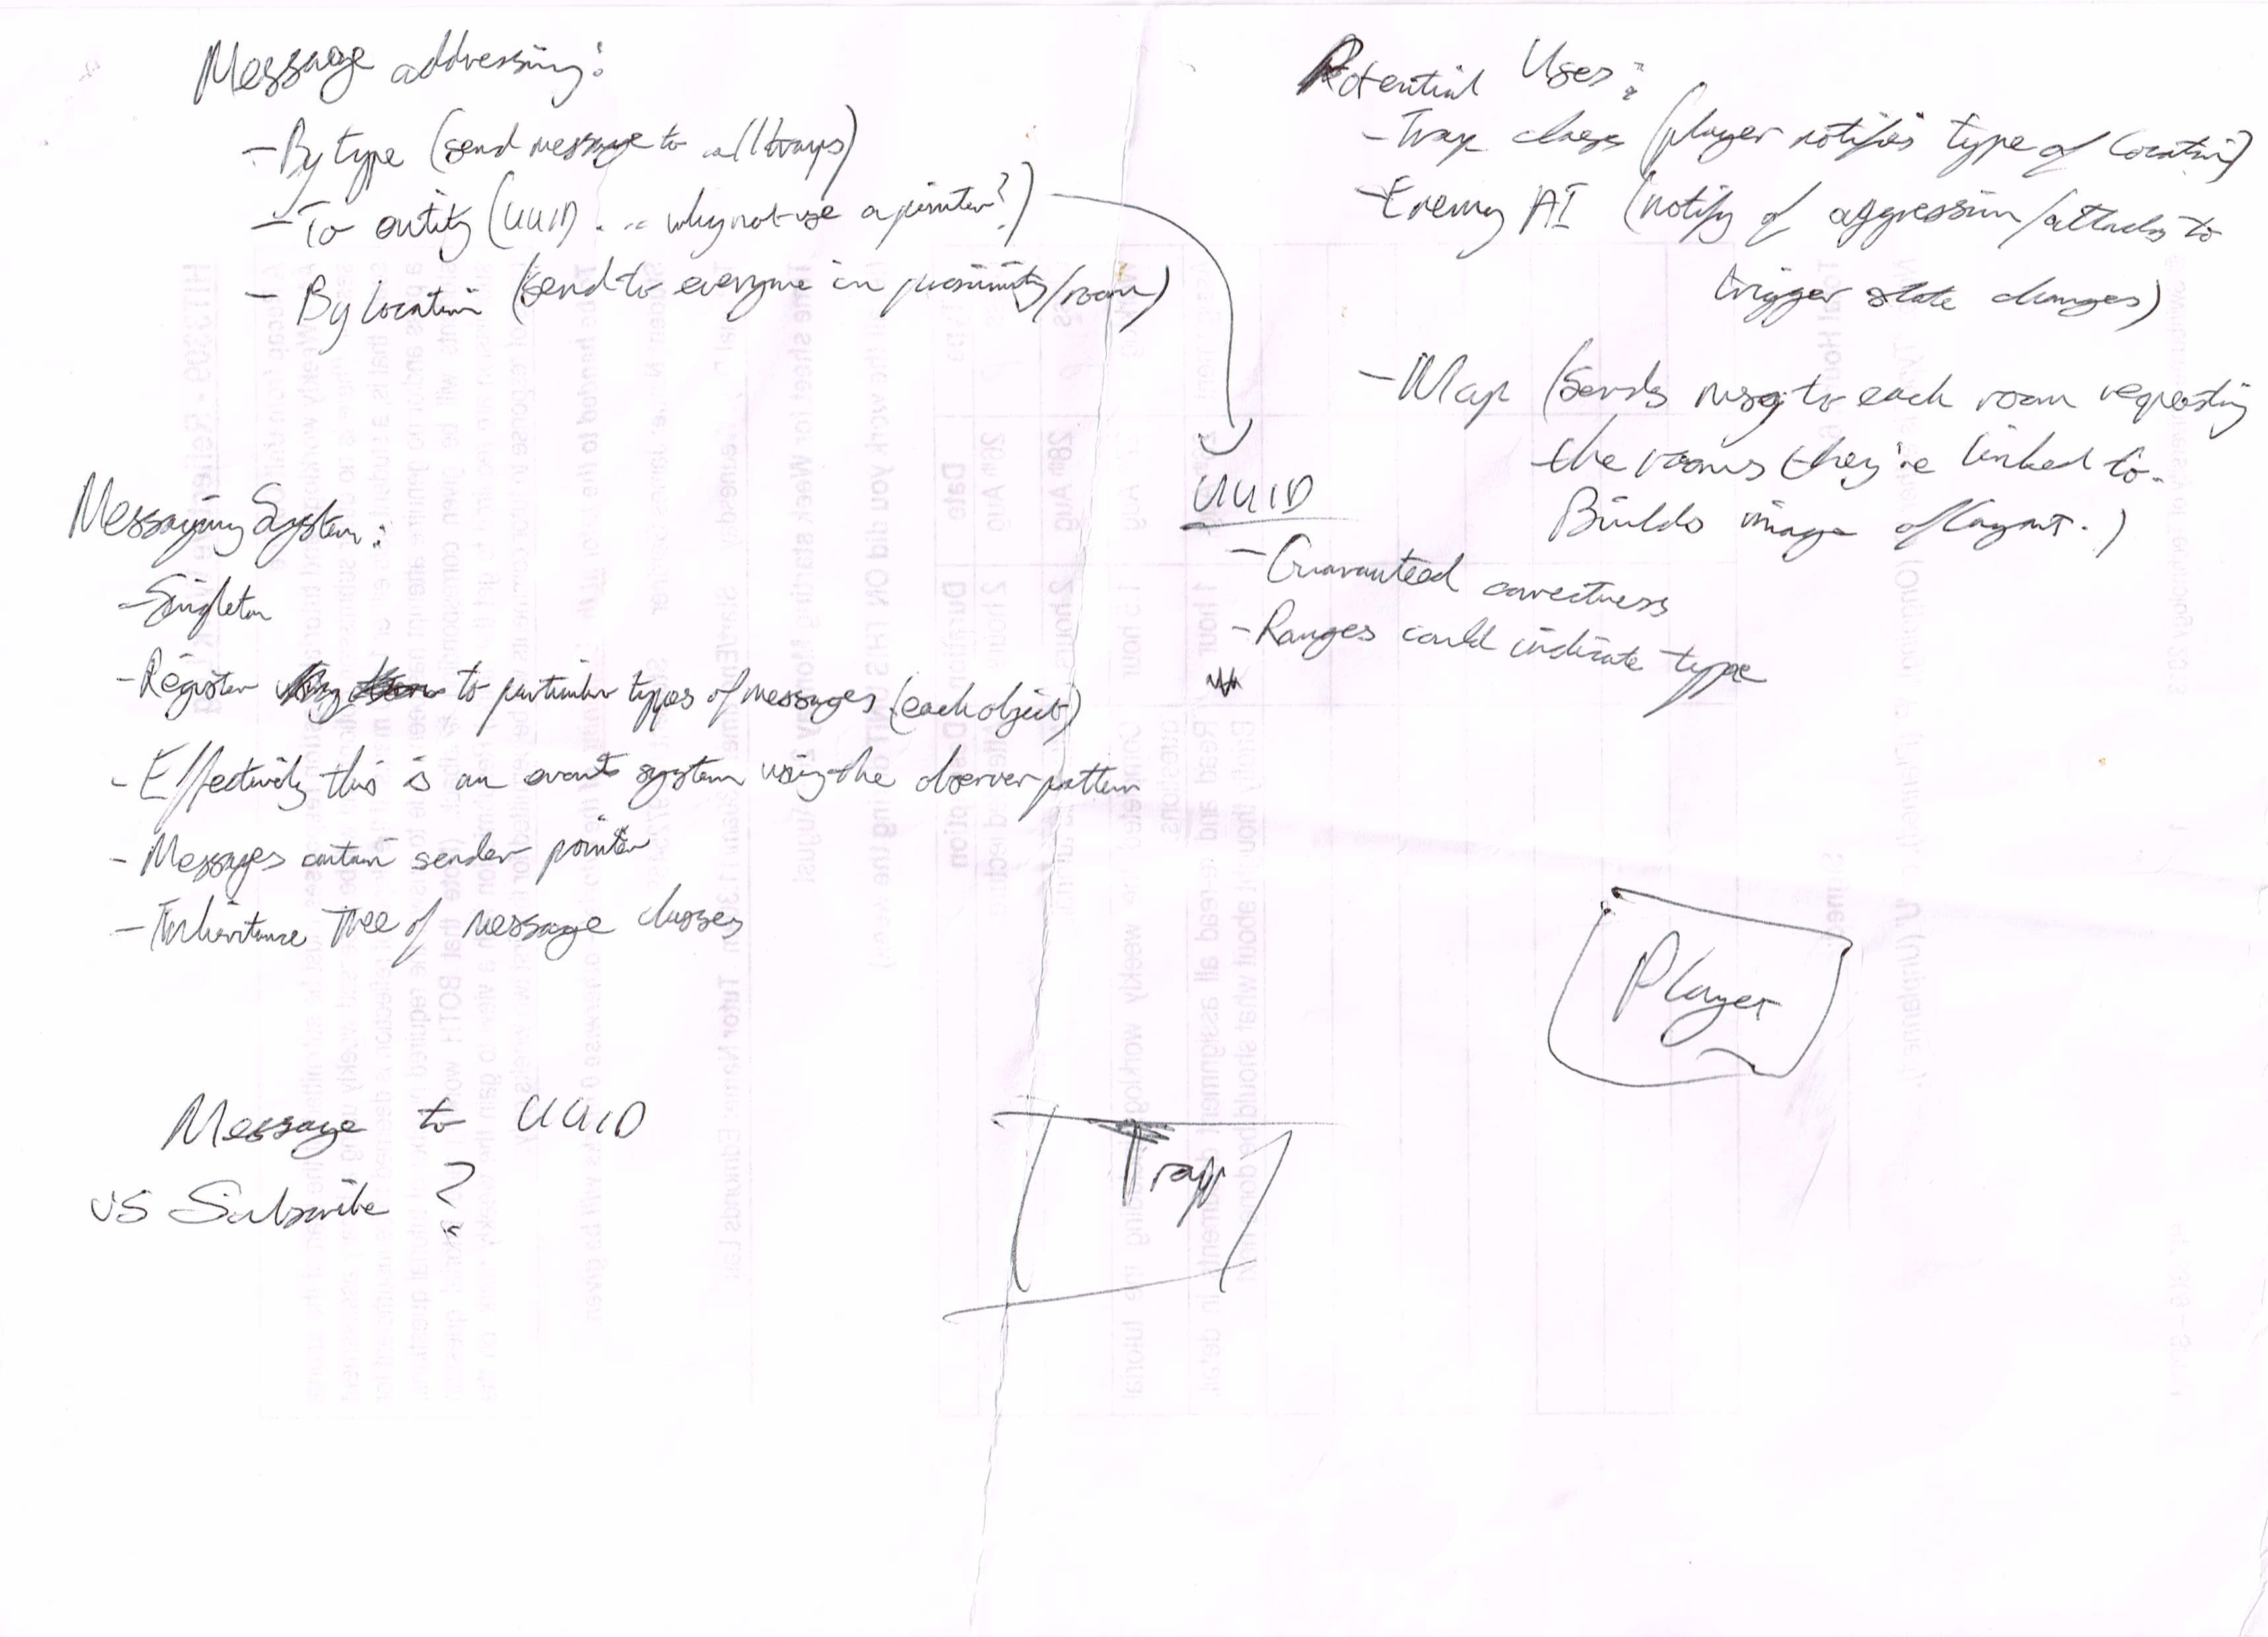 Message addressing:
- By type (send message to all traps)
- To entity (UUID ... why not use a pointer?)
- By location (send to everyone in proximity/room)
Messaging System:
- Singleton
- Register to particular types of messages (each object)
- Effectively this is an event system using the observer pattern
- Messages contain sender pointer
- Inheritance Tree of message classes
Message to UUID
vs Subscribe ?
Potential Uses:
- Trap (player notifies type of location)
- Enemy AI (notify of aggression/attacks to
trigger state changes)
- Map (Sends msg to each room requesting
the rooms they're linked to.
Builds image of layout.)
UUID
- Guaranteed correctness
- Ranges could indicate type
Player
Trap